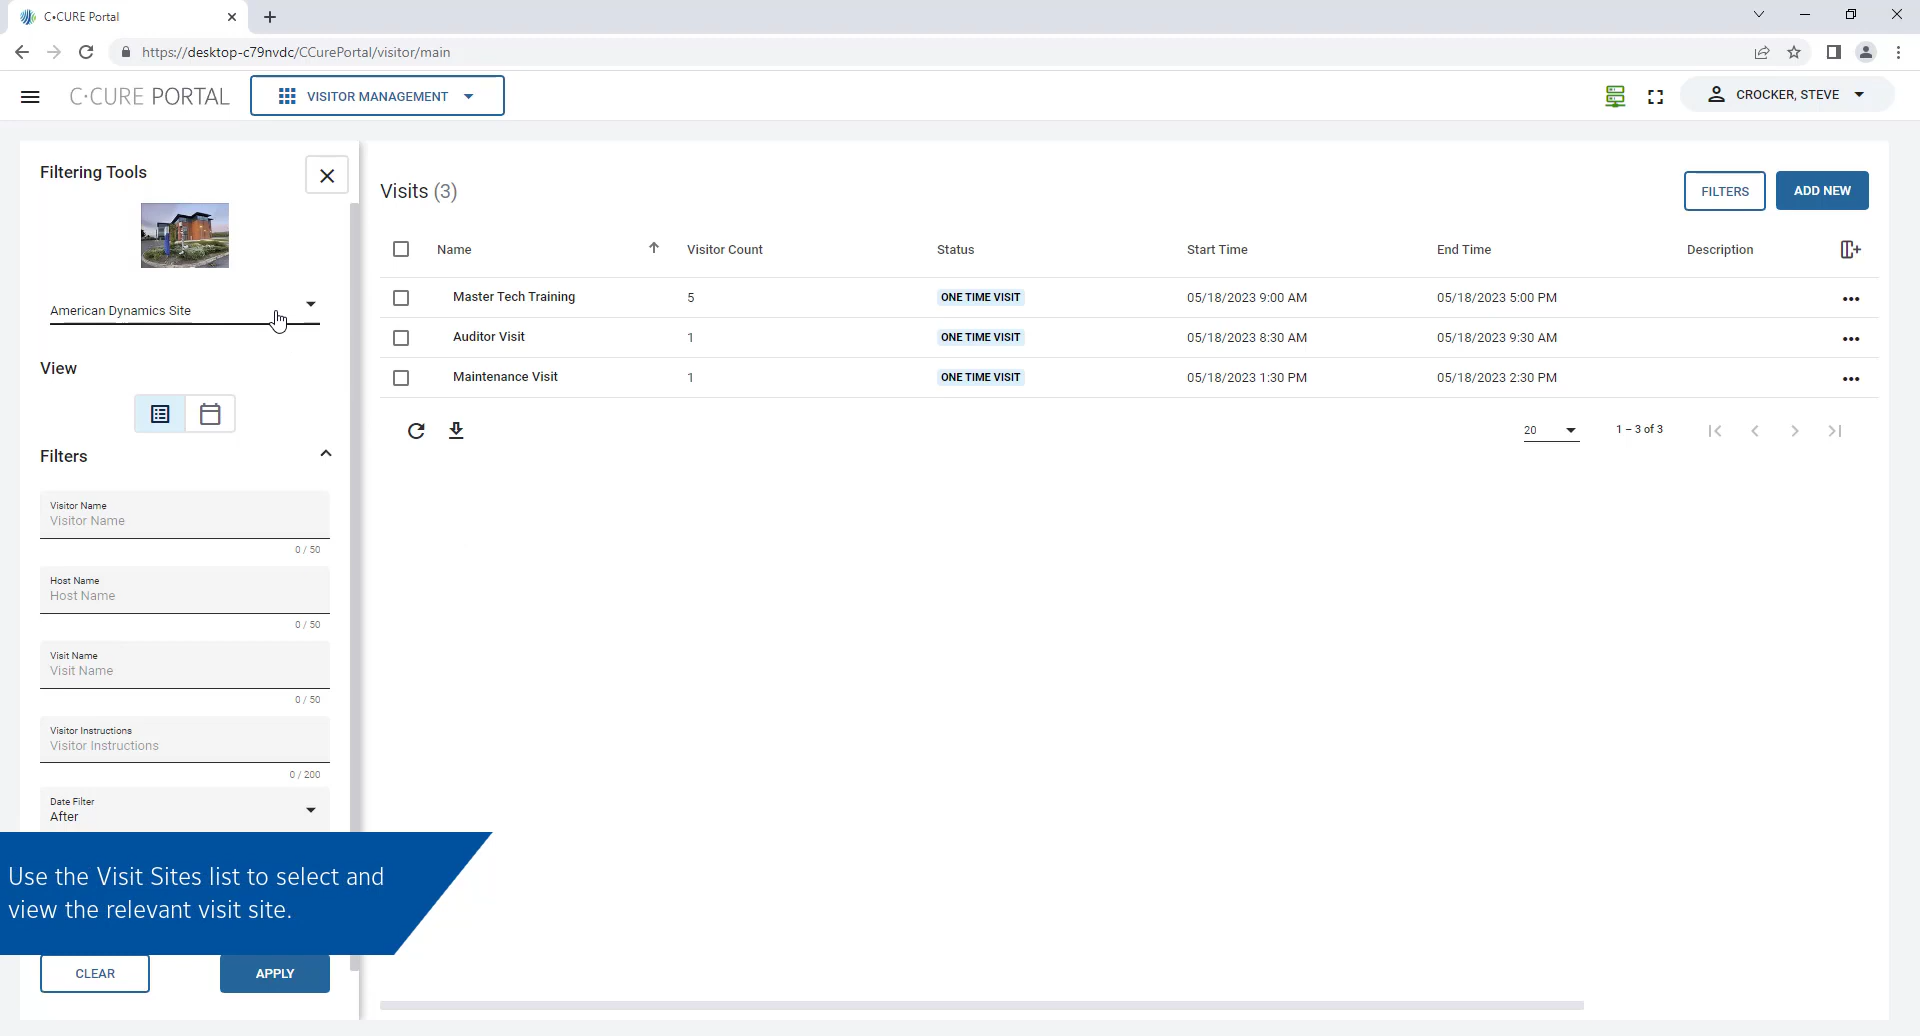 C•CURE Portal
https://desktop-c79nvdc/CCurePortal/visitor/main
C•CURE PORTAL
VISITOR MANAGEMENT
CROCKER, STEVE
Filtering Tools
American Dynamics Site
View
Filters
Visitor Name
Visitor Name
0 / 50
Host Name
Host Name
0 / 50
Visit Name
Visit Name
0 / 50
Visitor Instructions
Visitor Instructions
0 / 200
Date Filter
After
Use the Visit Sites list to select and
view the relevant visit site.
CLEAR
APPLY
Visits (3)
FILTERS
ADD NEW
Name Visitor Count Status Start Time End Time Description
Master Tech Training 5 ONE TIME VISIT 05/18/2023 9:00 AM 05/18/2023 5:00 PM
Auditor Visit 1 ONE TIME VISIT 05/18/2023 8:30 AM 05/18/2023 9:30 AM
Maintenance Visit 1 ONE TIME VISIT 05/18/2023 1:30 PM 05/18/2023 2:30 PM
20
1 – 3 of 3